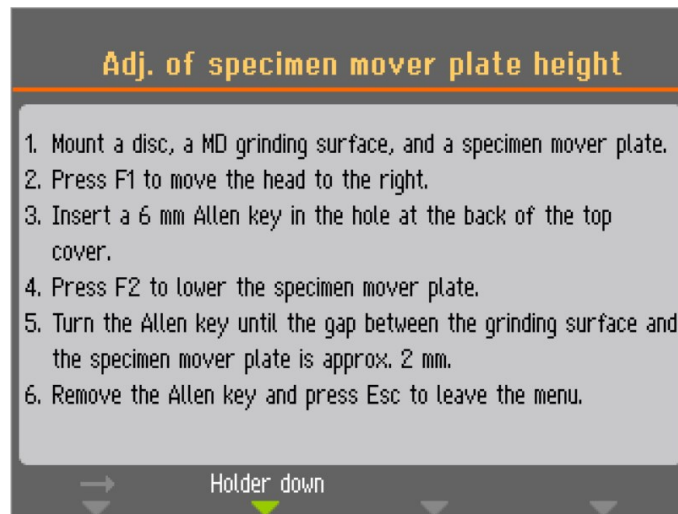 Adj. of specimen mover plate height
1. Mount a disc, a MD grinding surface, and a specimen mover plate.
2. Press F1 to move the head to the right.
3. Insert a 6 mm Allen key in the hole at the back of the top
cover.
4. Press F2 to lower the specimen mover plate.
5. Turn the Allen key until the gap between the grinding surface and
the specimen mover plate is approx. 2 mm.
6. Remove the Allen key and press Esc to leave the menu.
Holder down